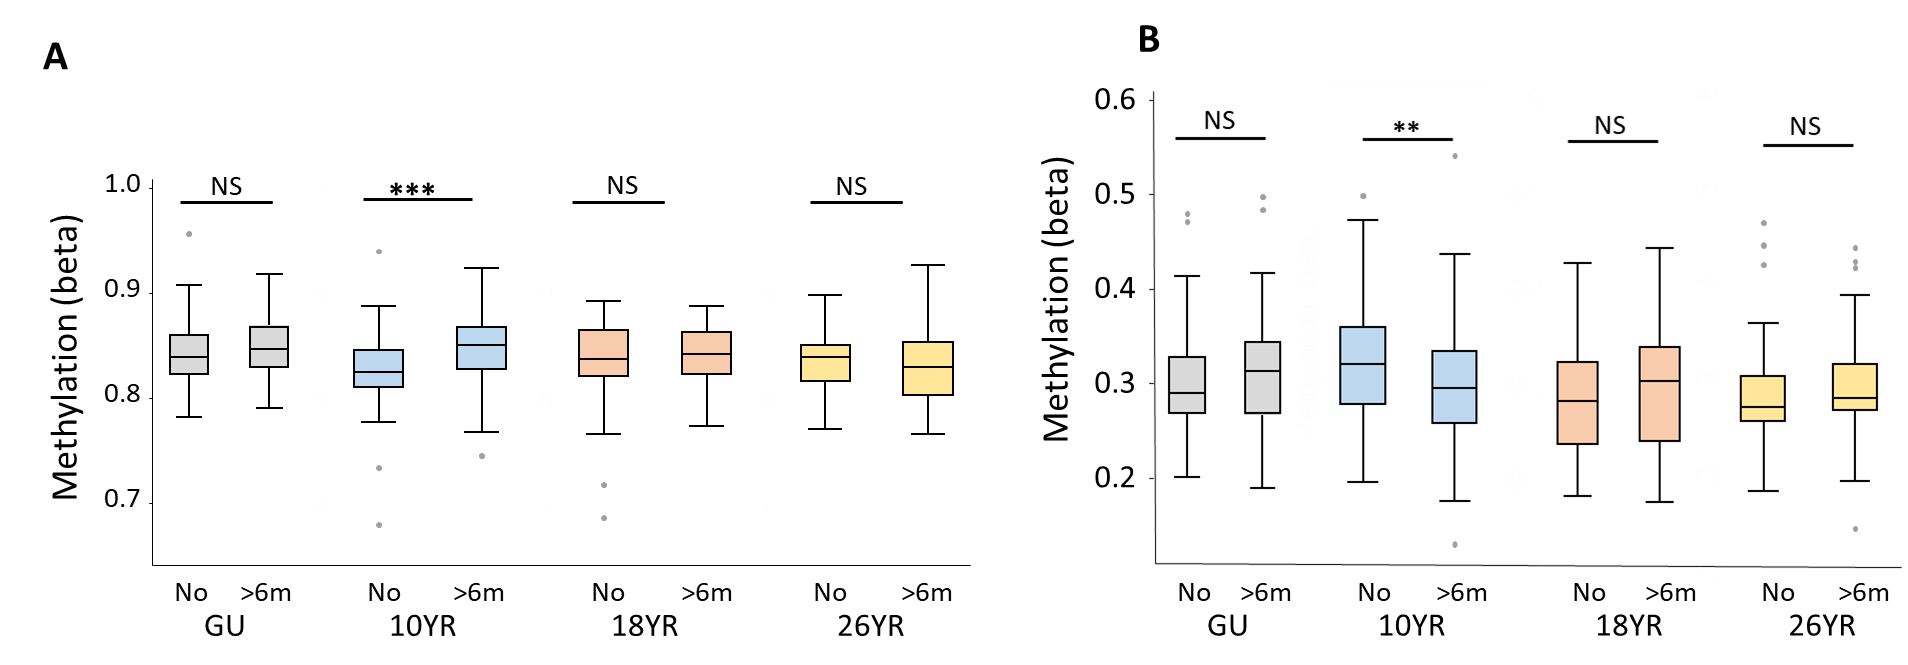 A
Methylation (beta)
1.0
0.9
0.8
0.7
NS
***
NS
NS
No >6m No >6m No >6m No >6m
GU 10YR 18YR 26YR
B
Methylation (beta)
0.6
0.5
0.4
0.3
0.2
NS
**
NS
NS
No >6m No >6m No >6m No >6m
GU 10YR 18YR 26YR